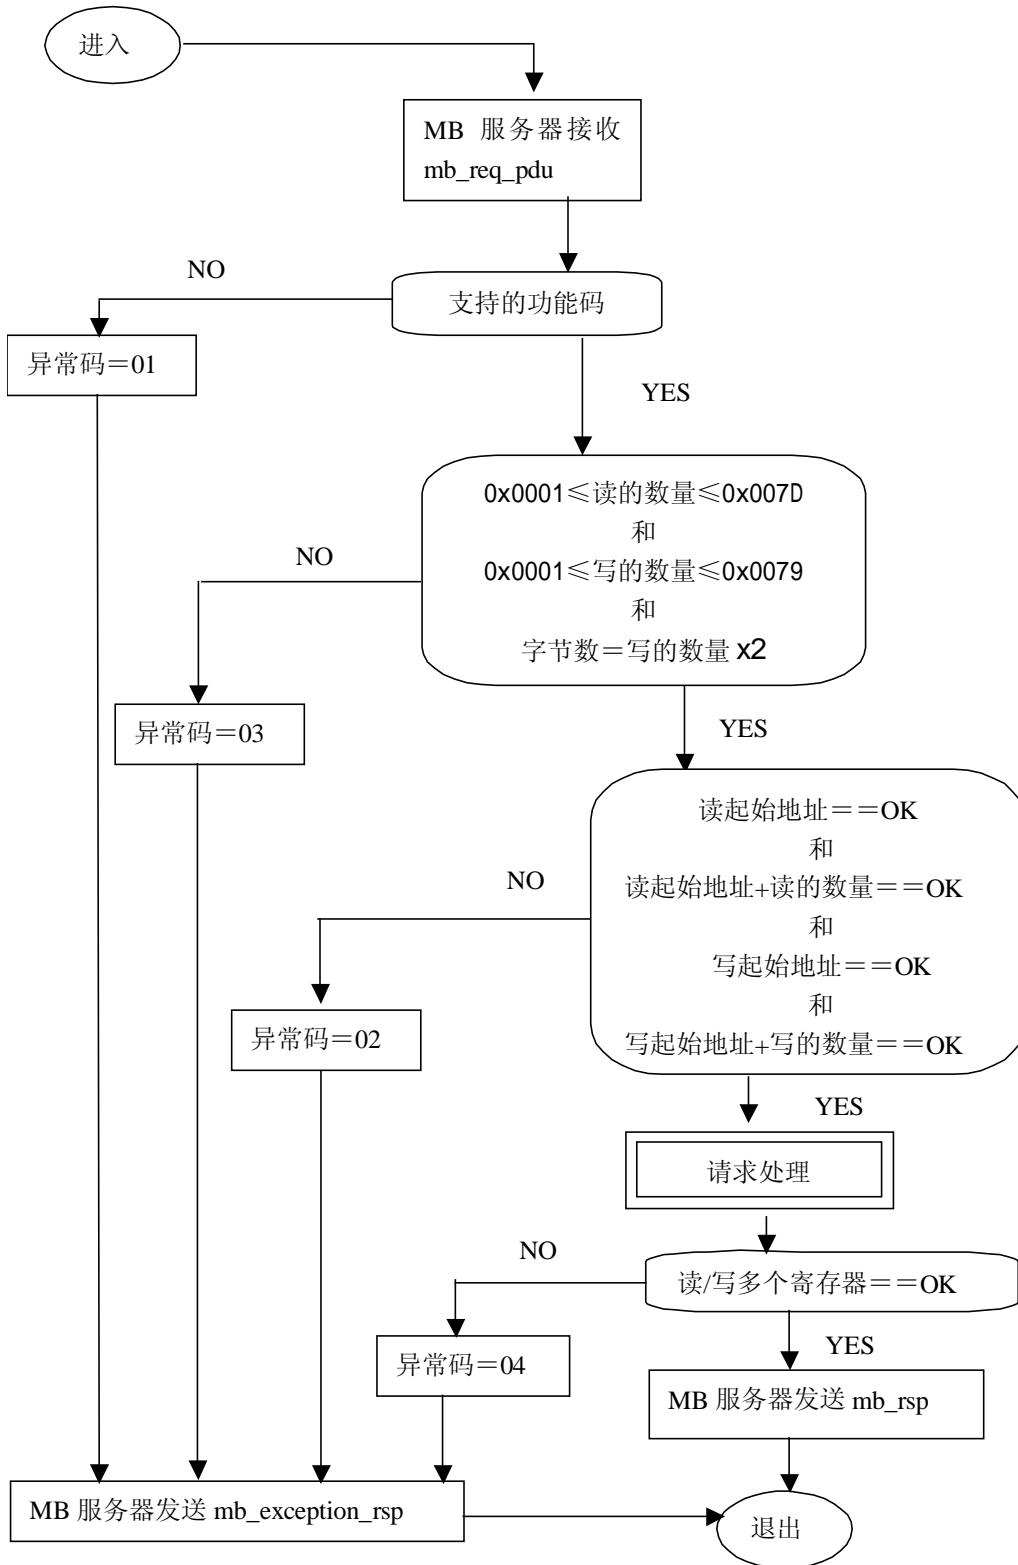 进入
MB 服务器接收
mb_req_pdu
NO
支持的功能码
异常码＝01
YES
0x0001≤读的数量≤0x007D
和
NO
0x0001≤写的数量≤0x0079
和
字节数＝写的数量 x2
异常码＝03
YES
读起始地址＝＝OK
和
NO
读起始地址+读的数量＝＝OK
和
写起始地址＝＝OK
和
异常码＝02
写起始地址+写的数量＝＝OK
YES
请求处理
NO
读/写多个寄存器＝＝OK
YES
异常码＝04
MB 服务器发送 mb_rsp
MB 服务器发送 mb_exception_rsp
退出